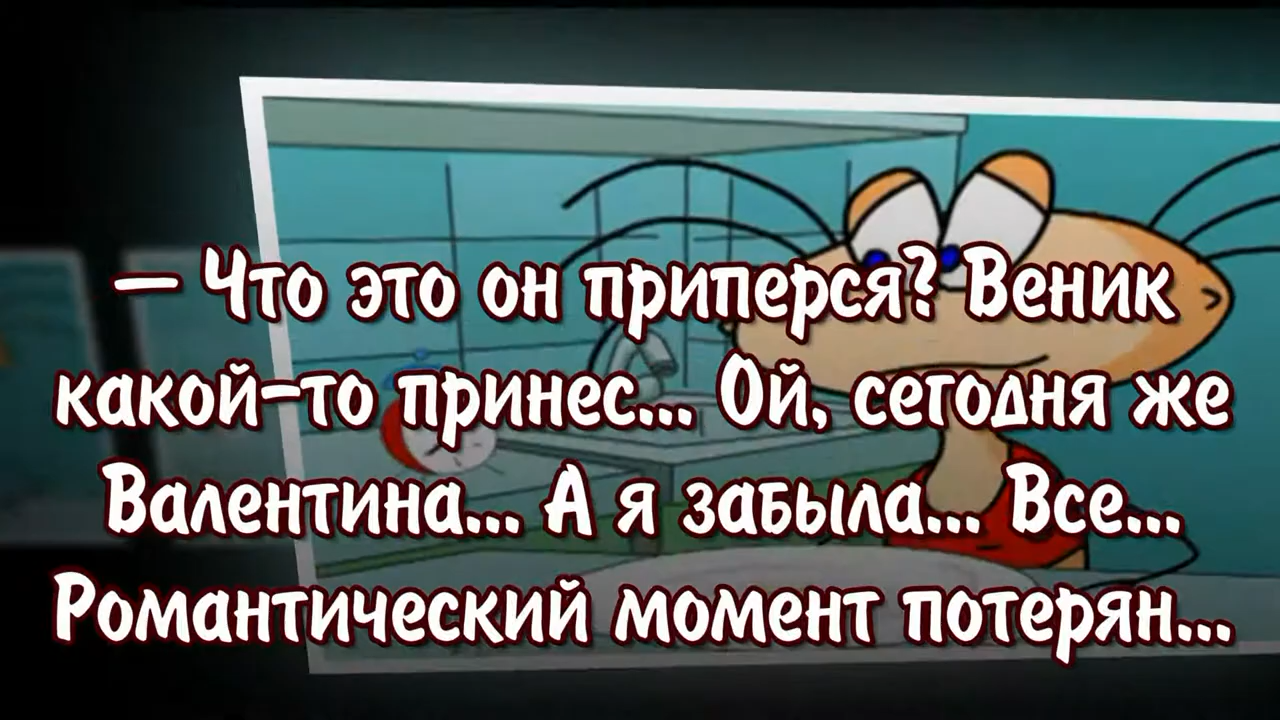 — Что это он приперся? Веник
какой-то принес... Ой, сегодня же
Валентина... А я забыла... Все...
Романтический момент потерян...